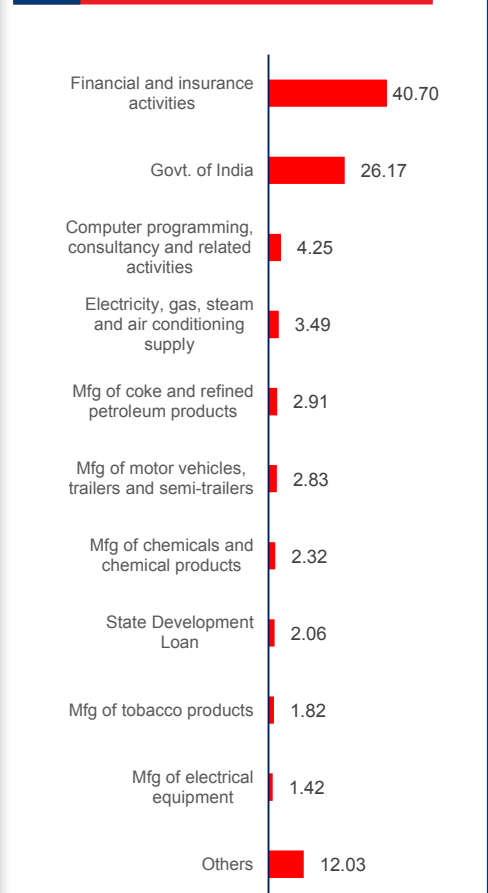 Financial and insurance
activities
40.70
Govt. of India
26.17
Computer programming,
consultancy and related
activities
4.25
Electricity, gas, steam
and air conditioning
supply
3.49
Mfg of coke and refined
petroleum products
2.91
Mfg of motor vehicles,
trailers and semi-trailers
2.83
Mfg of chemicals and
chemical products
2.32
State Development
Loan
2.06
Mfg of tobacco products
1.82
Mfg of electrical
equipment
1.42
Others
12.03